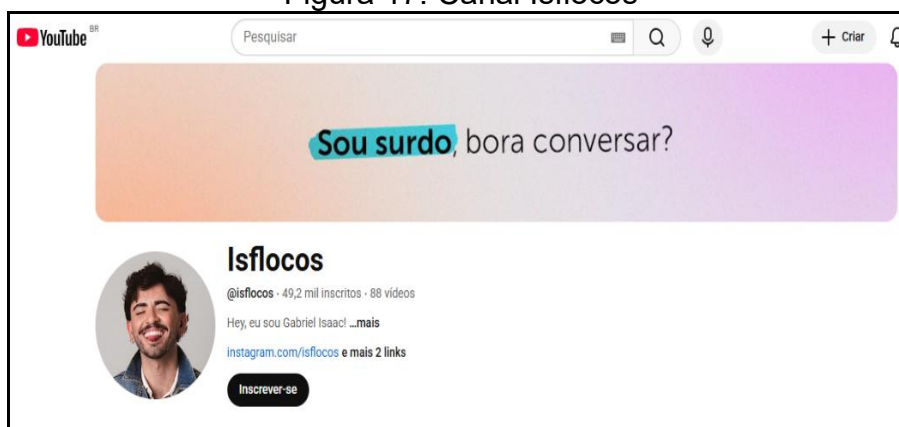 Figura 47: Canal Isflocos
YouTube BR
Pesquisar
Criar
Sou surdo, bora conversar?
Isflocos
@isflocos · 49,2 mil inscritos · 88 vídeos
Hey, eu sou Gabriel Isaac! ...mais
instagram.com/isflocos e mais 2 links
Inscrever-se